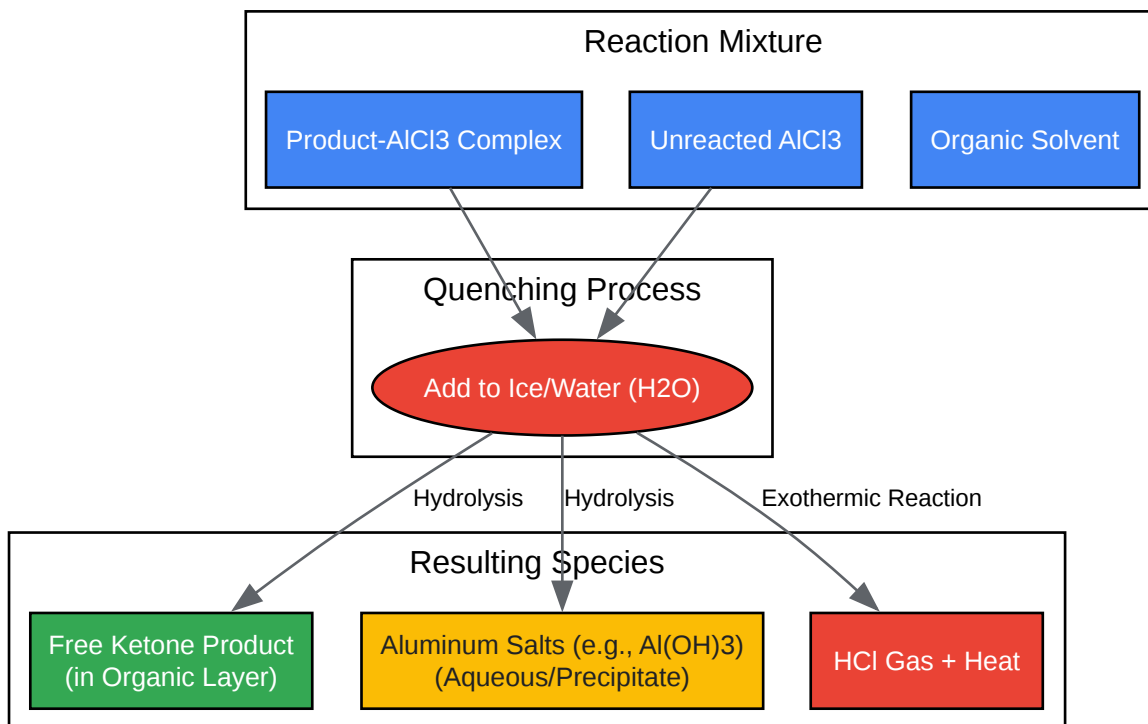 Reaction Mixture
Product-AlCl3 Complex
Unreacted AlCl3
Organic Solvent
Quenching Process
Add to Ice/Water (H2O)
Hydrolysis
Hydrolysis
Exothermic Reaction
Resulting Species
Free Ketone Product
(in Organic Layer)
Aluminum Salts (e.g., Al(OH)3)
(Aqueous/Precipitate)
HCl Gas + Heat